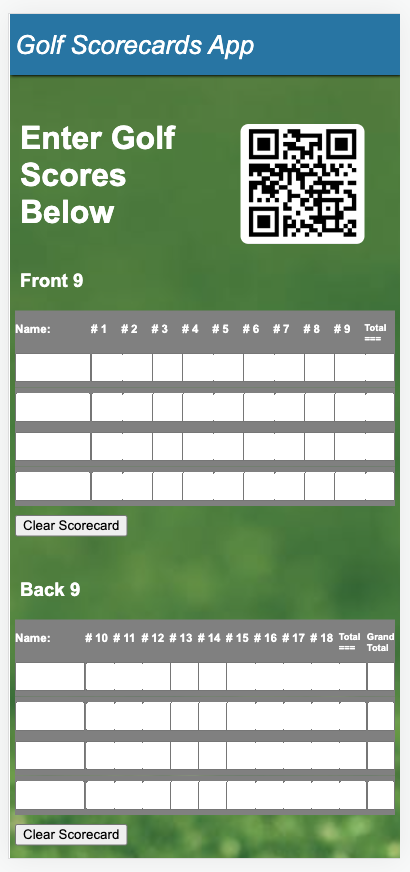 Golf Scorecards App
Enter Golf
Scores
Below
Front 9
Name: # 1 # 2 # 3 # 4 # 5 # 6 # 7 # 8 # 9 Total
===
Clear Scorecard
Back 9
Name: # 10 # 11 # 12 # 13 # 14 # 15 # 16 # 17 # 18 Total Grand
=== Total
Clear Scorecard